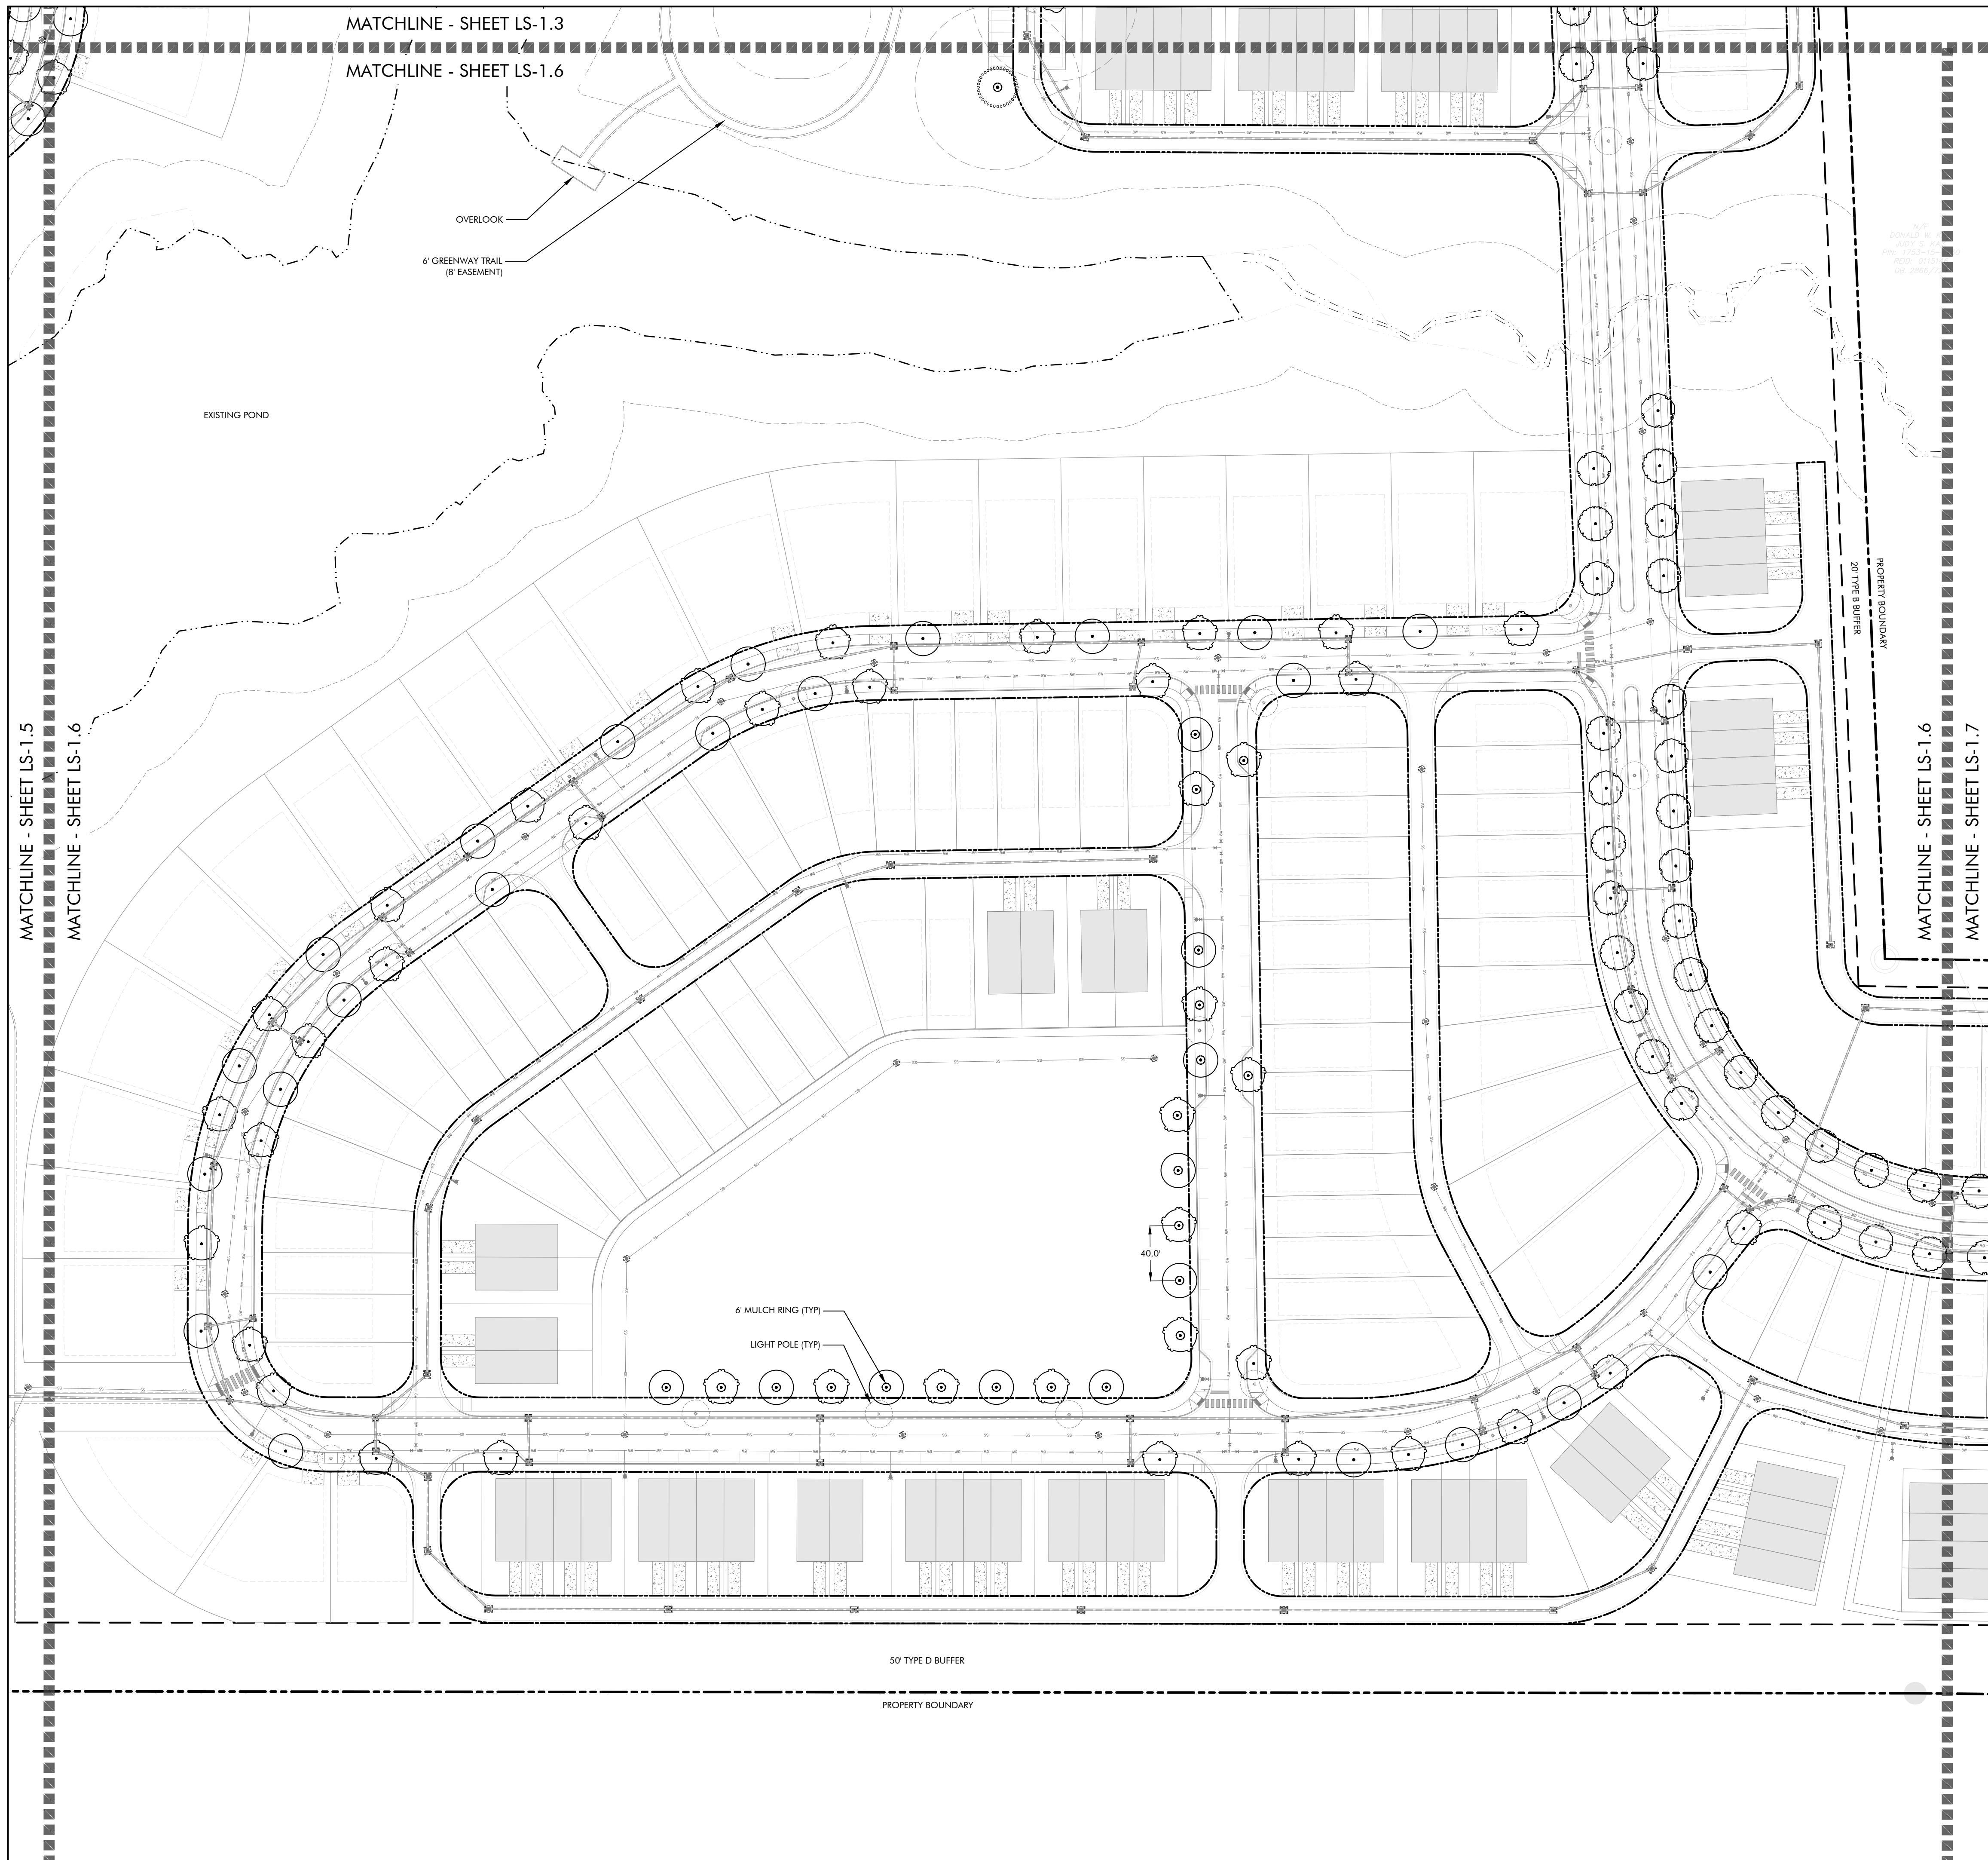 MATCHLINE - SHEET LS-1.3
MATCHLINE - SHEET LS-1.6
OVERLOOK
6' GREENWAY TRAIL
(8' EASEMENT)
EXISTING POND
PROPERTY BOUNDARY
20' TYPE B BUFFER
MATCHLINE - SHEET LS-1.5
MATCHLINE - SHEET LS-1.6
MATCHLINE - SHEET LS-1.6
MATCHLINE - SHEET LS-1.7
40.0'
6' MULCH RING (TYP)
LIGHT POLE (TYP)
50' TYPE D BUFFER
PROPERTY BOUNDARY